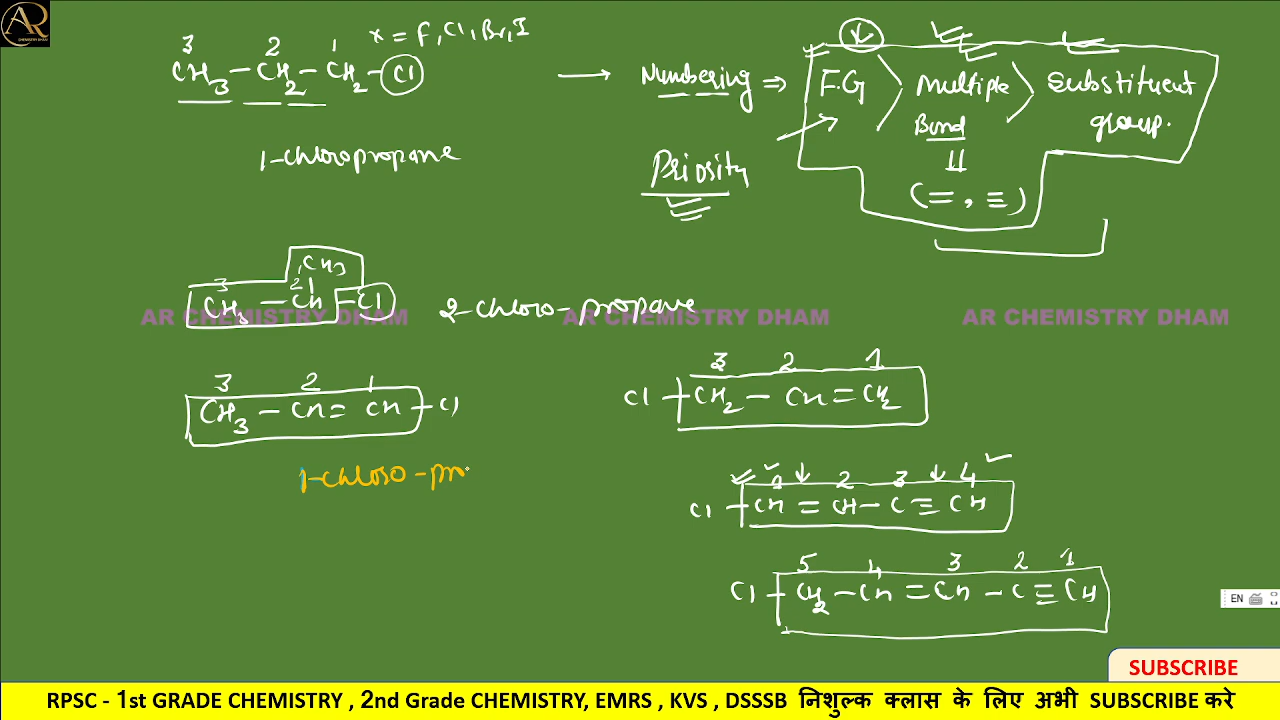 AR
CHEMISTRY DHAM
x = F, Cl, Br, I
3 2 1
CH3 – CH2 – CH2 – Cl
1-chloropropane
→ Numbering ⇒ F.G > Multiple Bond > Substituent group.
Priority
(=, ≡)
CH3
3 2
CH3 – CH – Cl
2-chloro-propane
AR CHEMISTRY DHAM AR CHEMISTRY DHAM AR CHEMISTRY DHAM
3 2 1
CH3 – CH = CH – Cl
1-chloro-pro
3 2 1
Cl – CH2 – CH = CH2
1 2 3 4
Cl – CH = CH – C ≡ CH
5 4 3 2 1
Cl – CH2 – CH = CH – C ≡ CH
EN
SUBSCRIBE
RPSC - 1st GRADE CHEMISTRY , 2nd Grade CHEMISTRY, EMRS , KVS , DSSSB निशुल्क क्लास के लिए अभी SUBSCRIBE करे